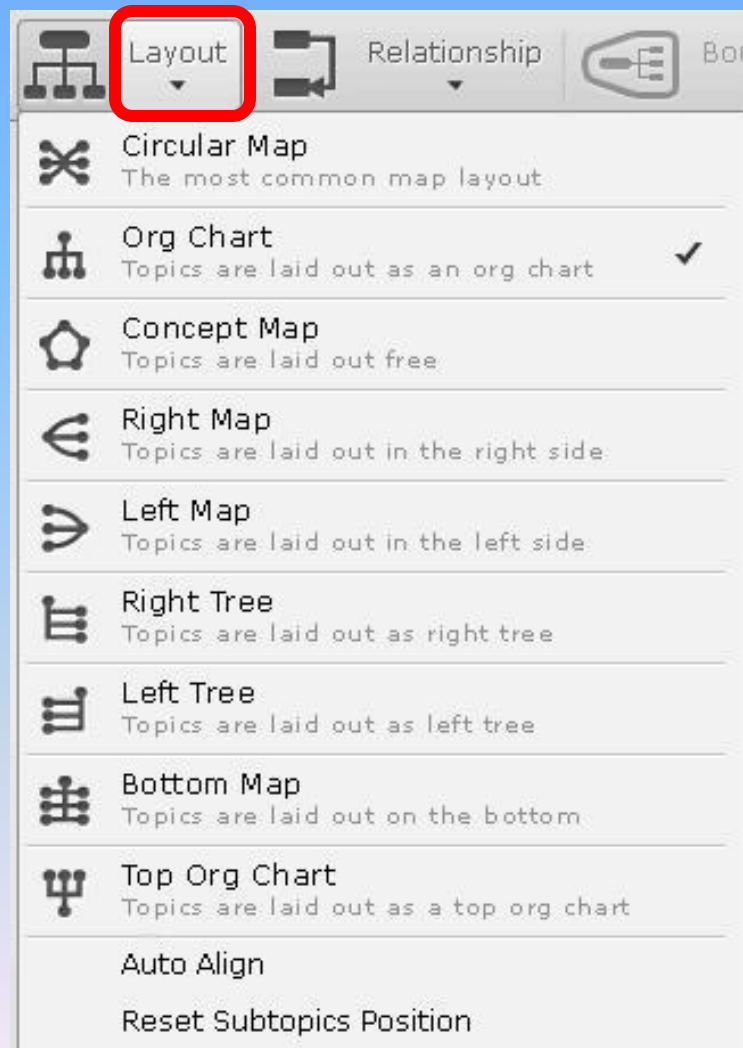 Layout
Relationship
Circular Map
The most common map layout
Org Chart
Topics are laid out as an org chart
Concept Map
Topics are laid out free
Right Map
Topics are laid out in the right side
Left Map
Topics are laid out in the left side
Right Tree
Topics are laid out as right tree
Left Tree
Topics are laid out as left tree
Bottom Map
Topics are laid out on the bottom
Top Org Chart
Topics are laid out as a top org chart
Auto Align
Reset Subtopics Position